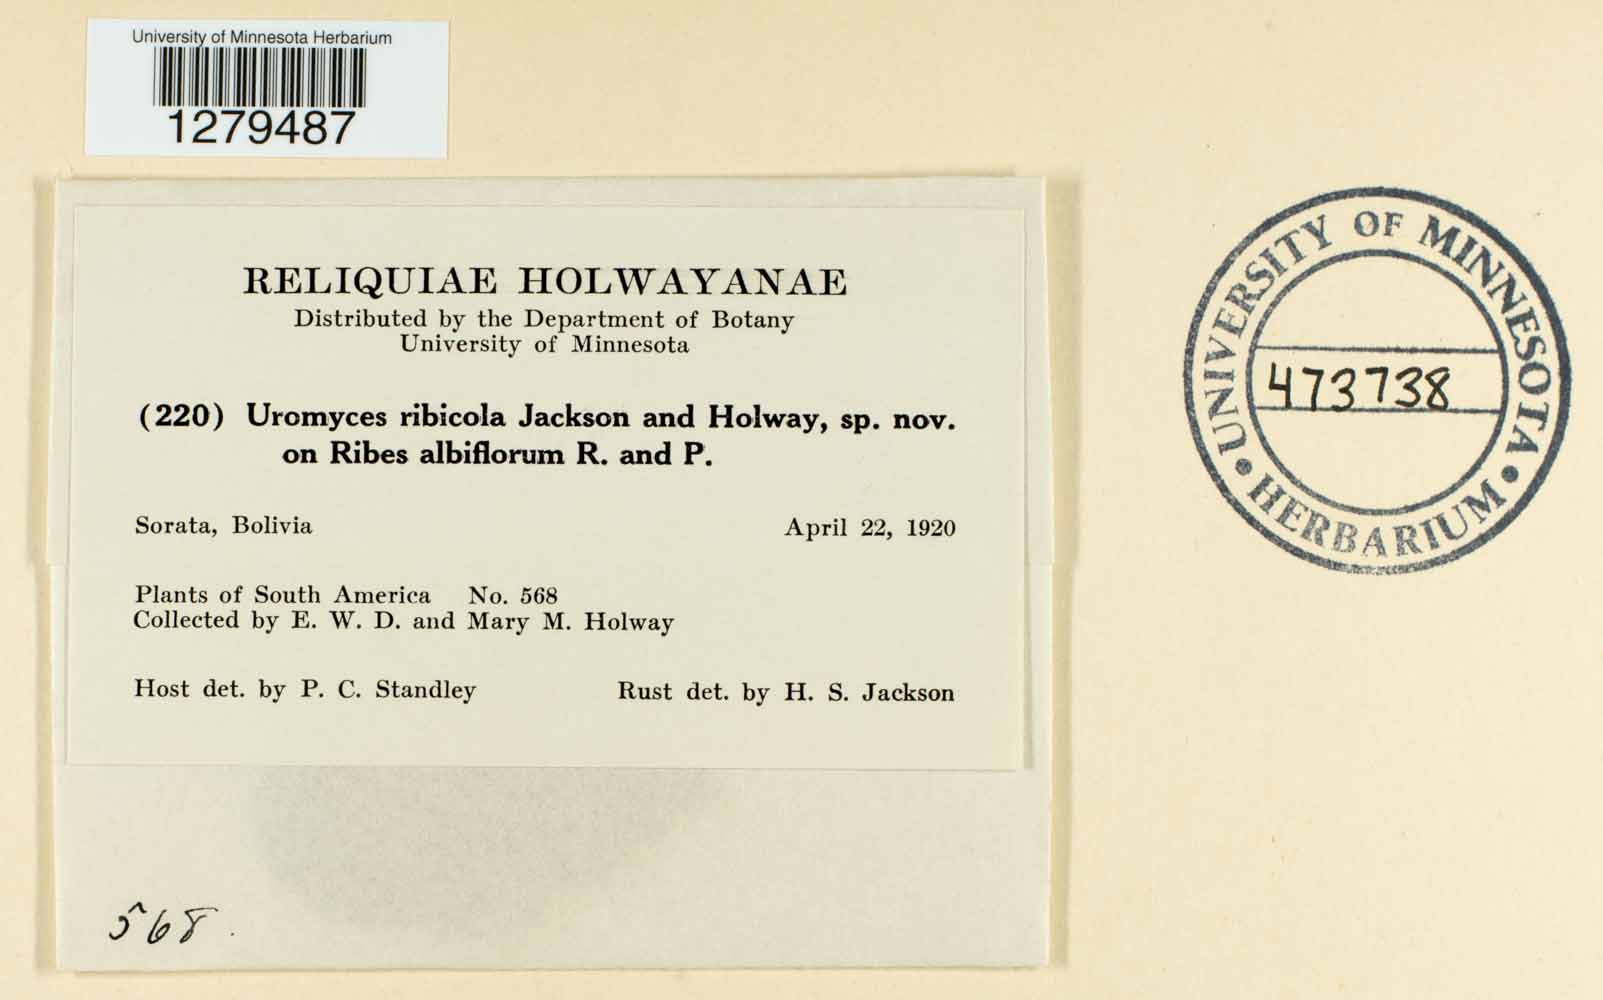 University of Minnesota Herbarium
1279487
RELIQUIAE HOLWAYANAE
Distributed by the Department of Botany
University of Minnesota
(220) Uromyces ribicola Jackson and Holway, sp. nov.
on Ribes albiflorum R. and P.
Sorata, Bolivia April 22, 1920
Plants of South America No. 568
Collected by E. W. D. and Mary M. Holway
Host det. by P. C. Standley Rust det. by H. S. Jackson
568.
UNIVERSITY OF MINNESOTA
473738
• HERBARIUM •